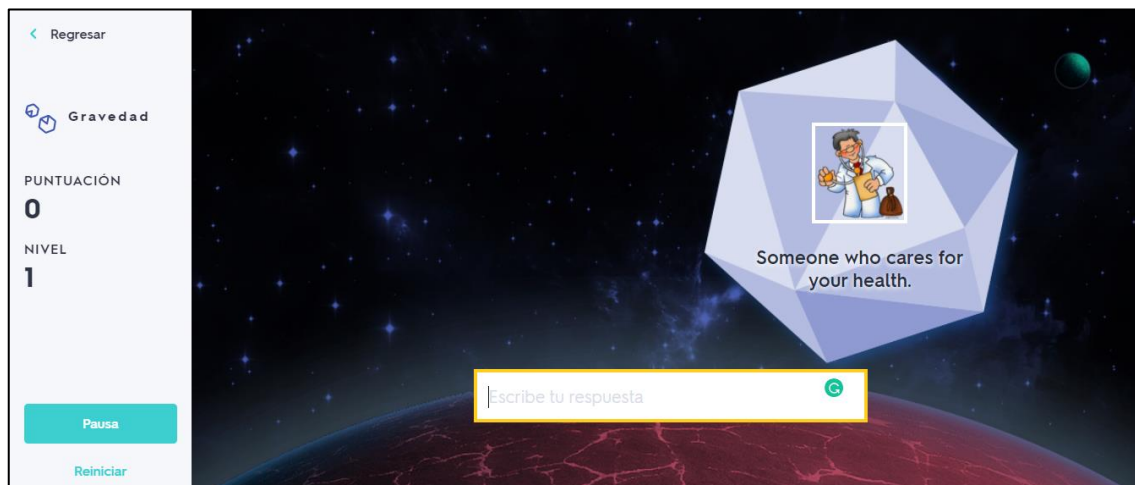 Regresar
Gravedad
PUNTUACIÓN
0
NIVEL
1
Pausa
Reiniciar
Someone who cares for
your health.
Escribe tu respuesta